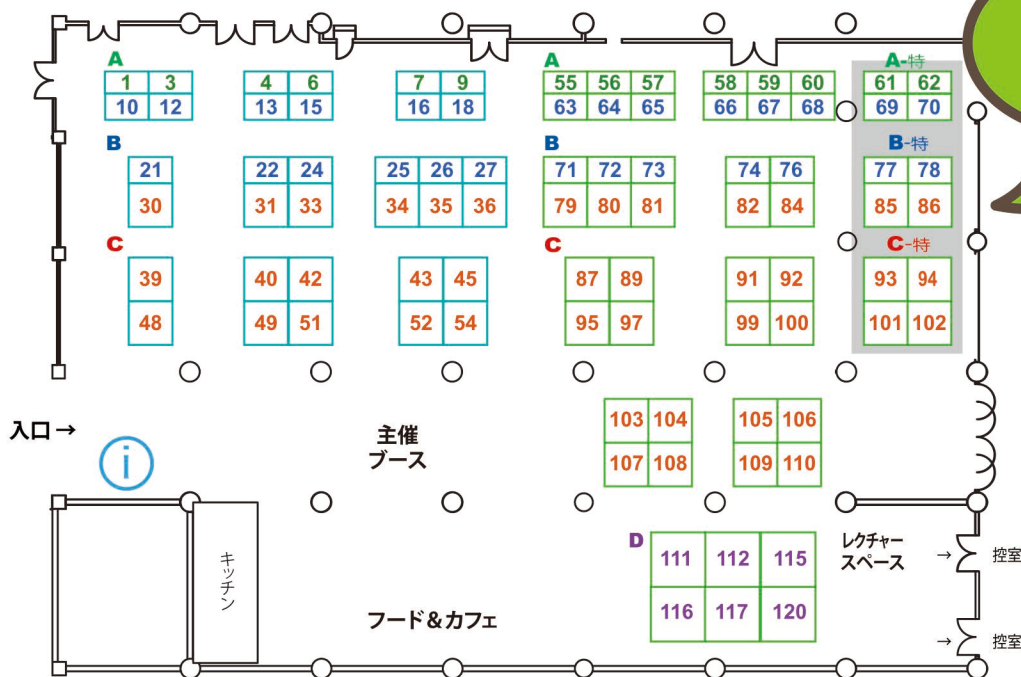 A A A-特
1 3 4 6 7 9 55 56 57 58 59 60 61 62
10 12 13 15 16 18 63 64 65 66 67 68 69 70
B B B-特
21 22 24 25 26 27 71 72 73 74 76 77 78
30 31 33 34 35 36 79 80 81 82 84 85 86
C C C-特
39 40 42 43 45 87 89 91 92 93 94
48 49 51 52 54 95 97 99 100 101 102
103 104 105 106
107 108 109 110
入口→
i
主催
ブース
D
111 112 115
116 117 120
レクチャー
スペース
→ 控室
→ 控室
キッチン
フード&カフェ